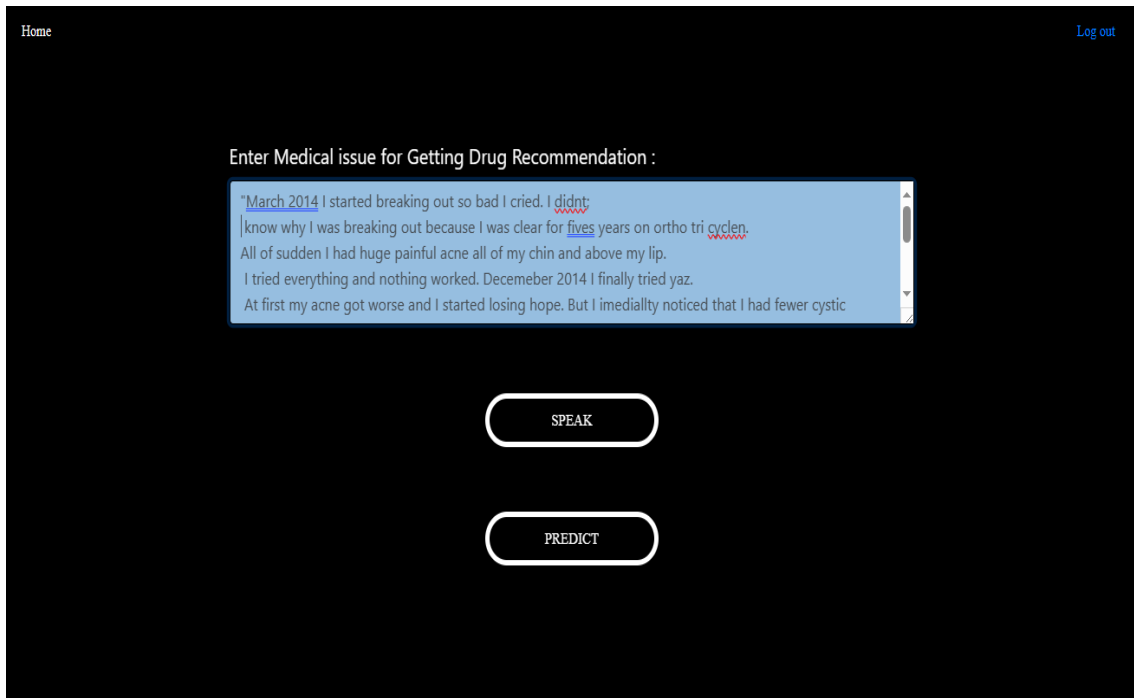 Home
Log out
Enter Medical issue for Getting Drug Recommendation :
"March 2014 I started breaking out so bad I cried. I didnt;
know why I was breaking out because I was clear for fives years on ortho tri cyclen.
All of sudden I had huge painful acne all of my chin and above my lip.
I tried everything and nothing worked. Decemeber 2014 I finally tried yaz.
At first my acne got worse and I started losing hope. But I imediallty noticed that I had fewer cystic
SPEAK
PREDICT